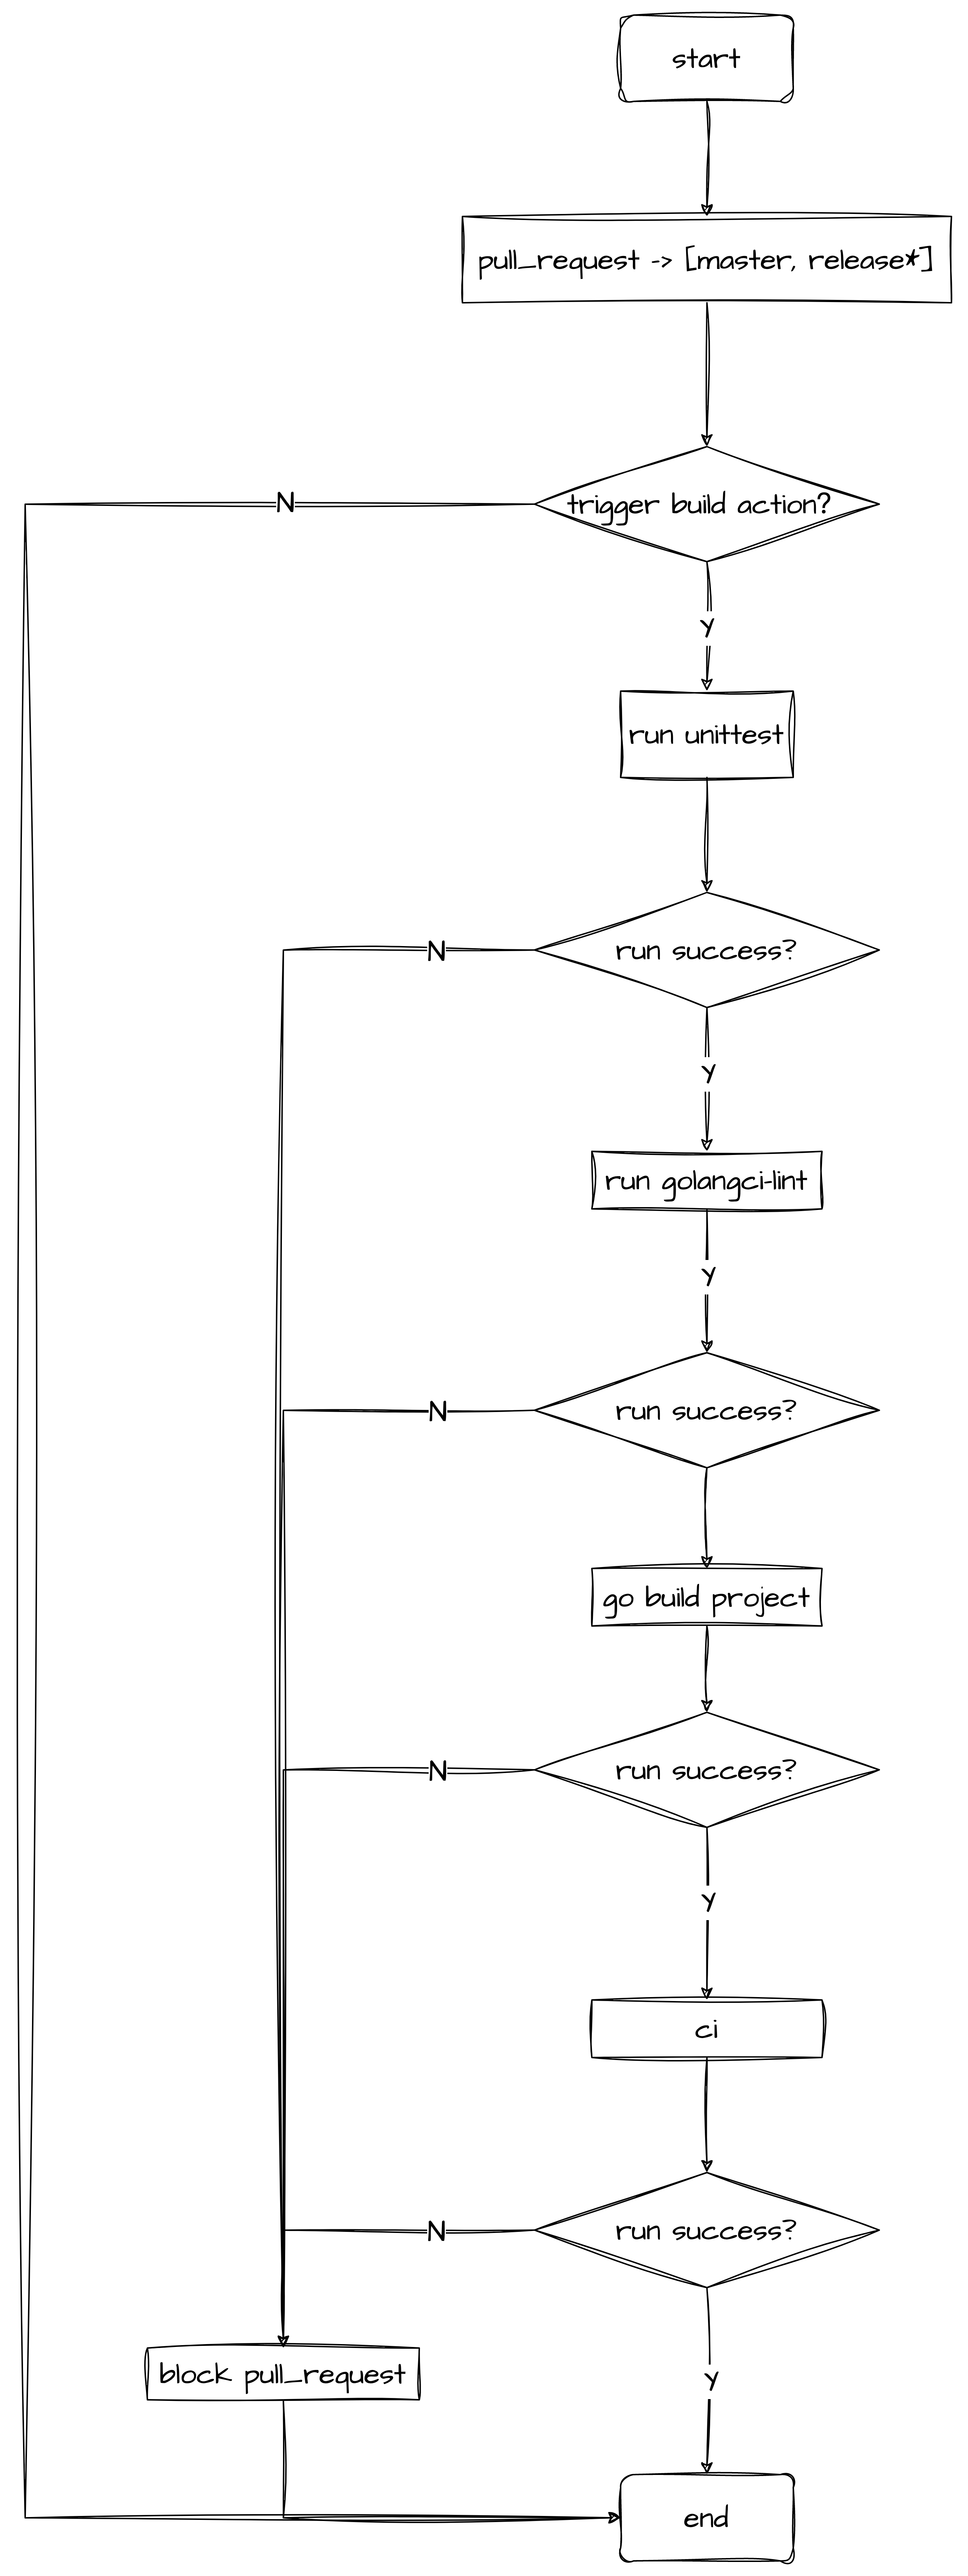 start
pull_request -> [master, release*]
trigger build action?
N
Y
run unittest
run success?
N
Y
run golangci-lint
Y
run success?
N
go build project
run success?
N
Y
ci
run success?
N
block pull_request
Y
end